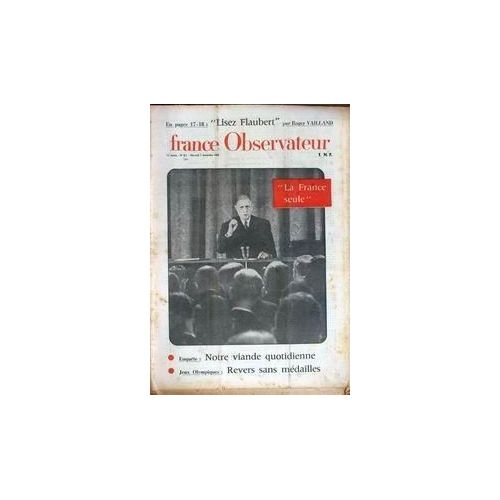 En pages 17-18 : "Lisez Flaubert" par Roger VAILLAND
france Observateur
1 N F.
"La France
seule"
Enquête : Notre viande quotidienne
Jeux Olympiques : Revers sans médailles